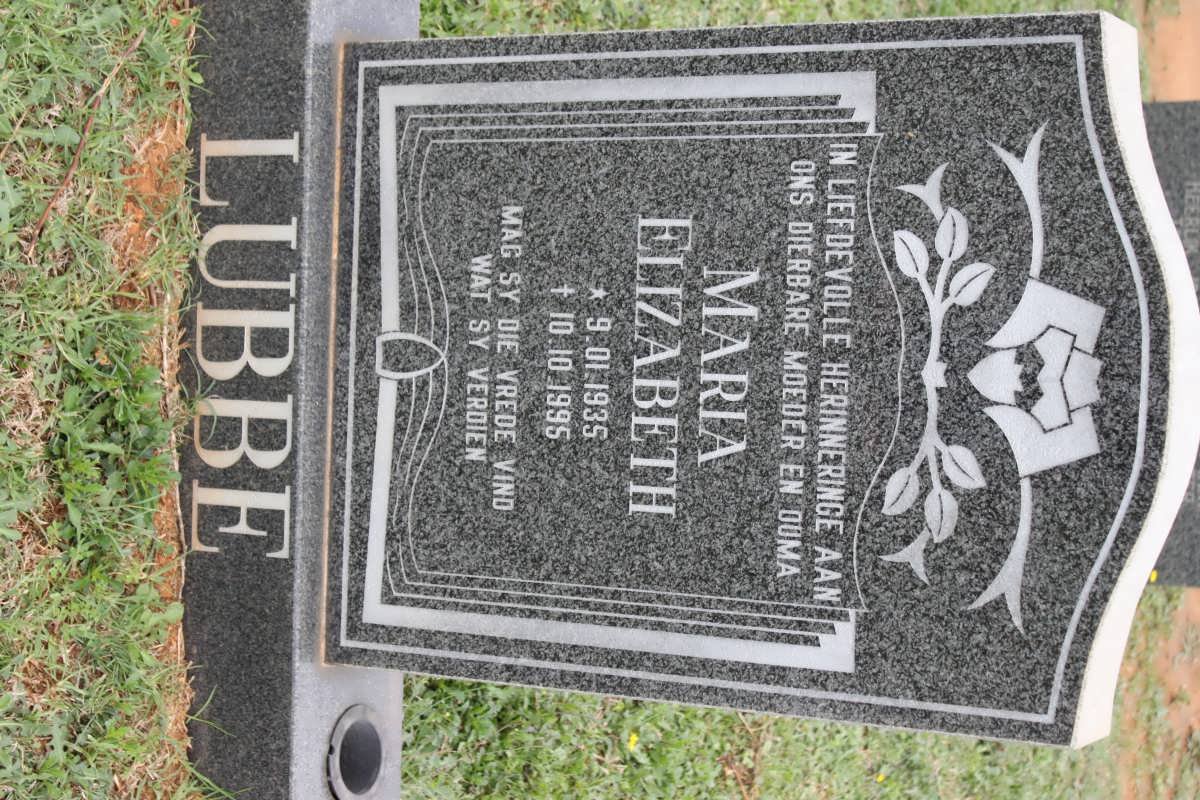 IN LIEFDEVOLLE HERINNERINGE AAN
ONS DIERBARE MOEDER EN OUMA
MARIA
ELIZABETH
★ 9.01.1935
† 10.10.1995
MAG SY DIE VREDE VIND
WAT SY VERDIEN
LUBBE